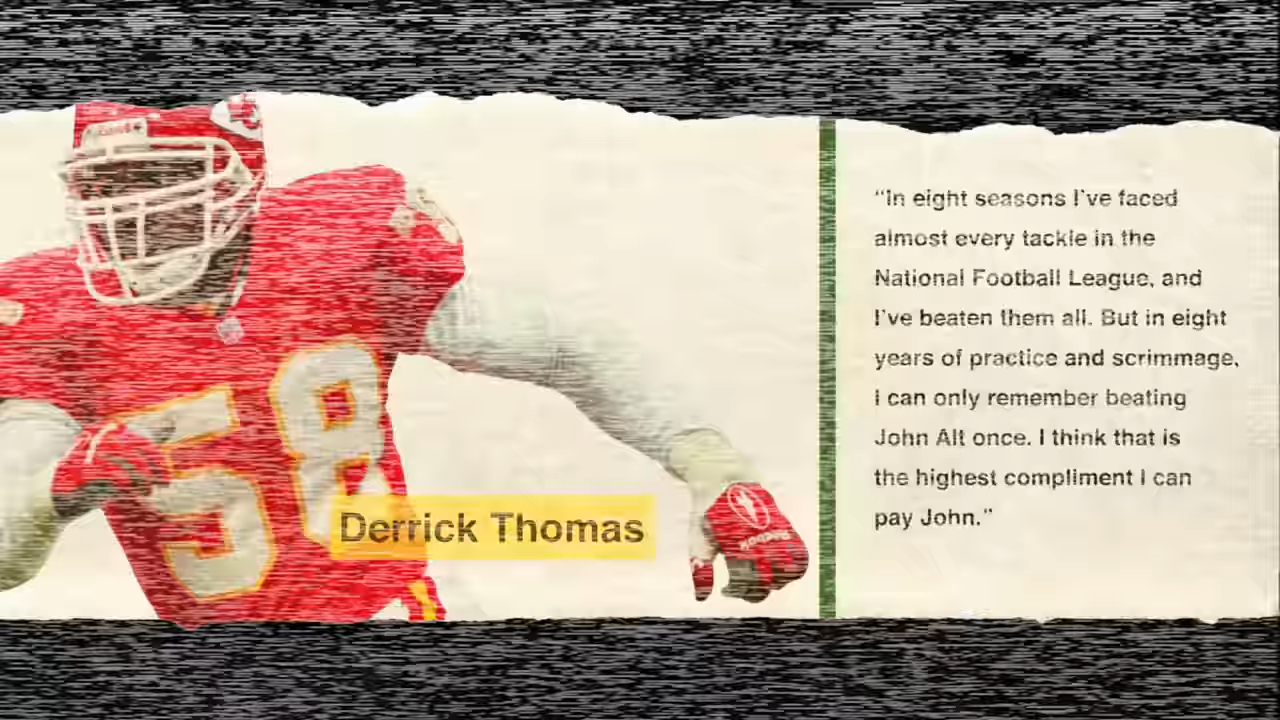 58
Derrick Thomas
Reebok
“In eight seasons I’ve faced
almost every tackle in the
National Football League, and
I’ve beaten them all. But in eight
years of practice and scrimmage,
I can only remember beating
John Alt once. I think that is
the highest compliment I can
pay John.”